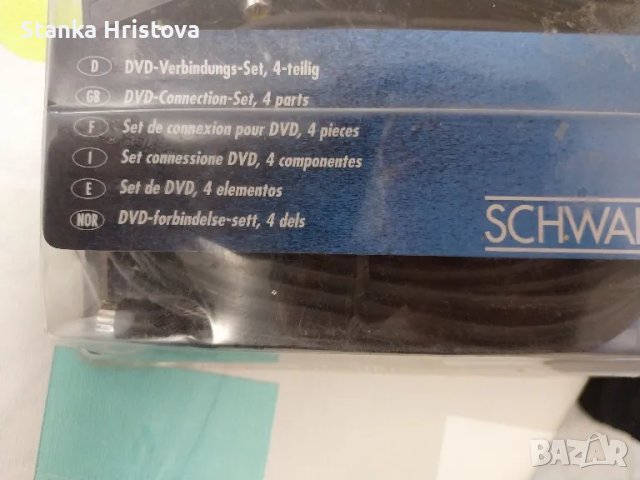 Stanka Hristova
D DVD-Verbindungs-Set, 4-teilig
GB DVD-Connection-Set, 4 parts
F Set de connexion pour DVD, 4 pieces
I Set connessione DVD, 4 componentes
E Set de DVD, 4 elementos
NOR DVD-forbindelse-sett, 4 dels
SCHWAI
BAZAR